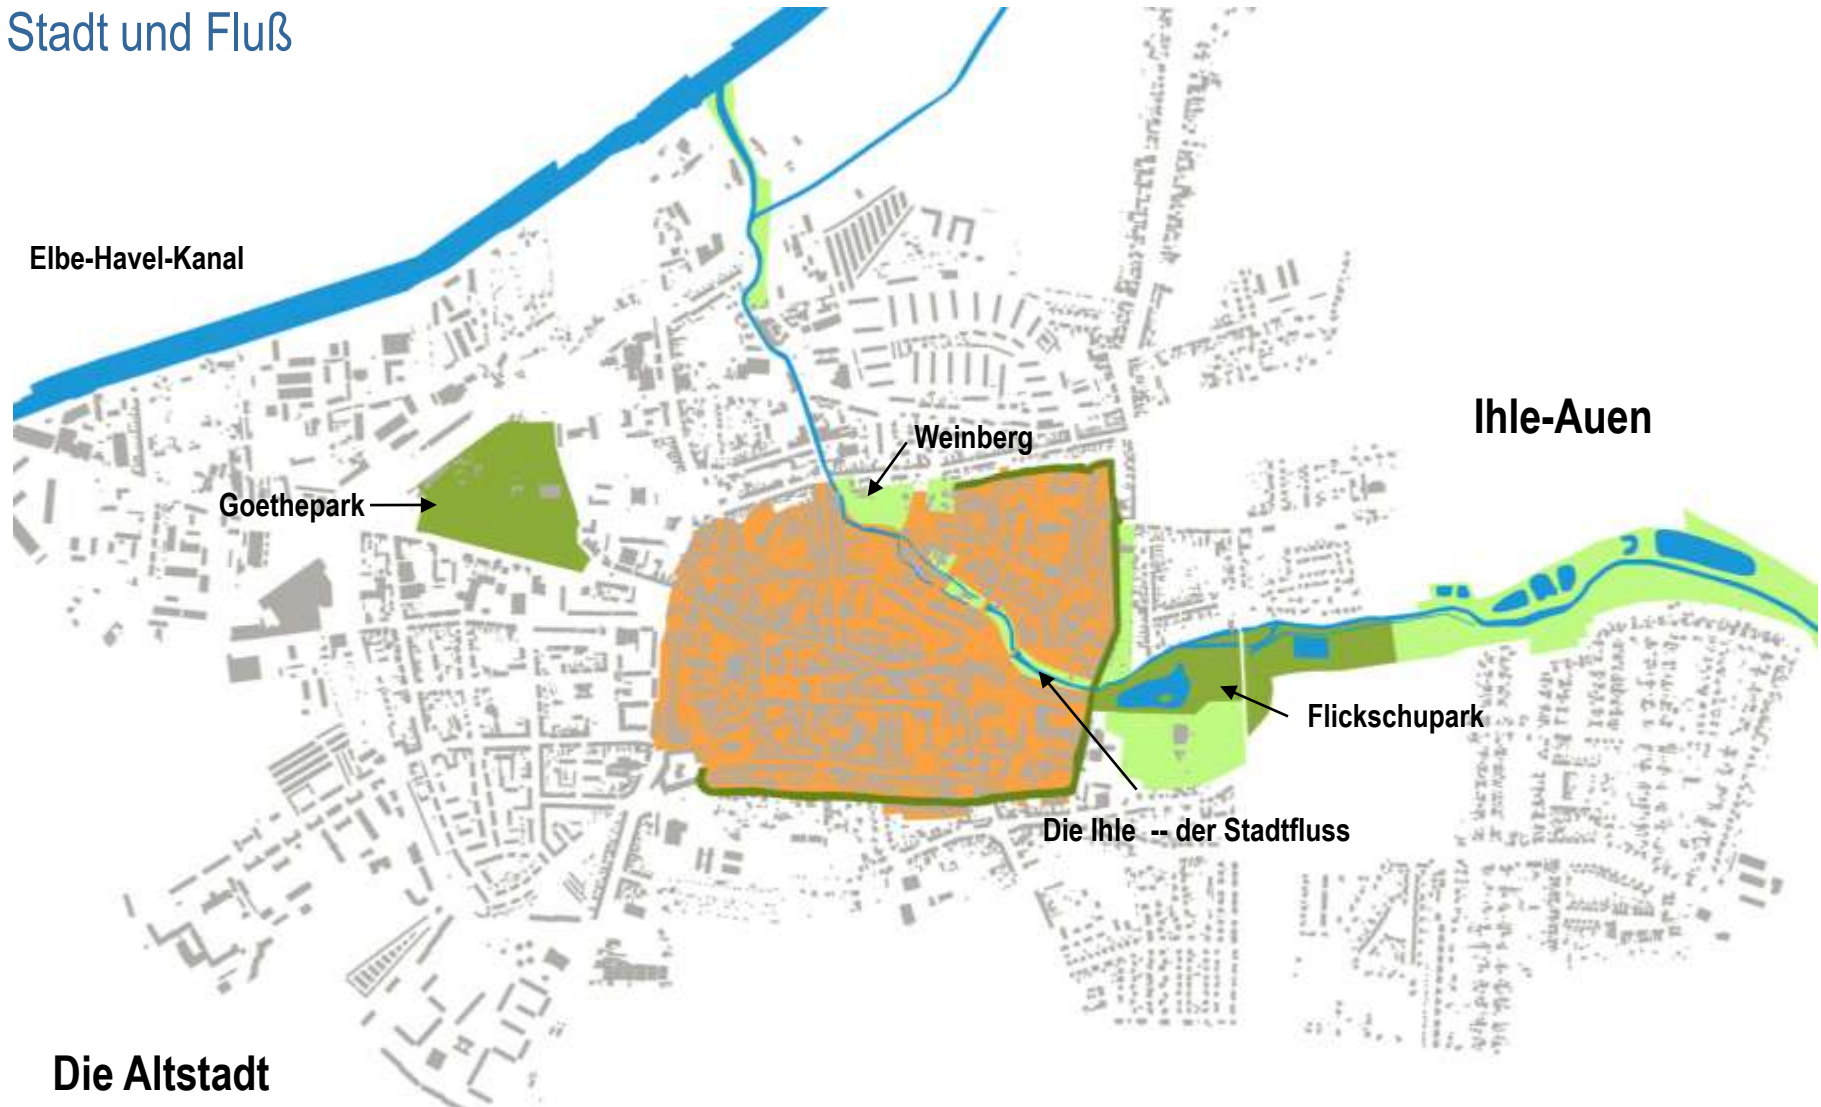 Stadt und Fluß
Elbe-Havel-Kanal
Ihle-Auen
Weinberg
Goethepark
Flickschupark
Die Ihle -- der Stadtfluss
Die Altstadt